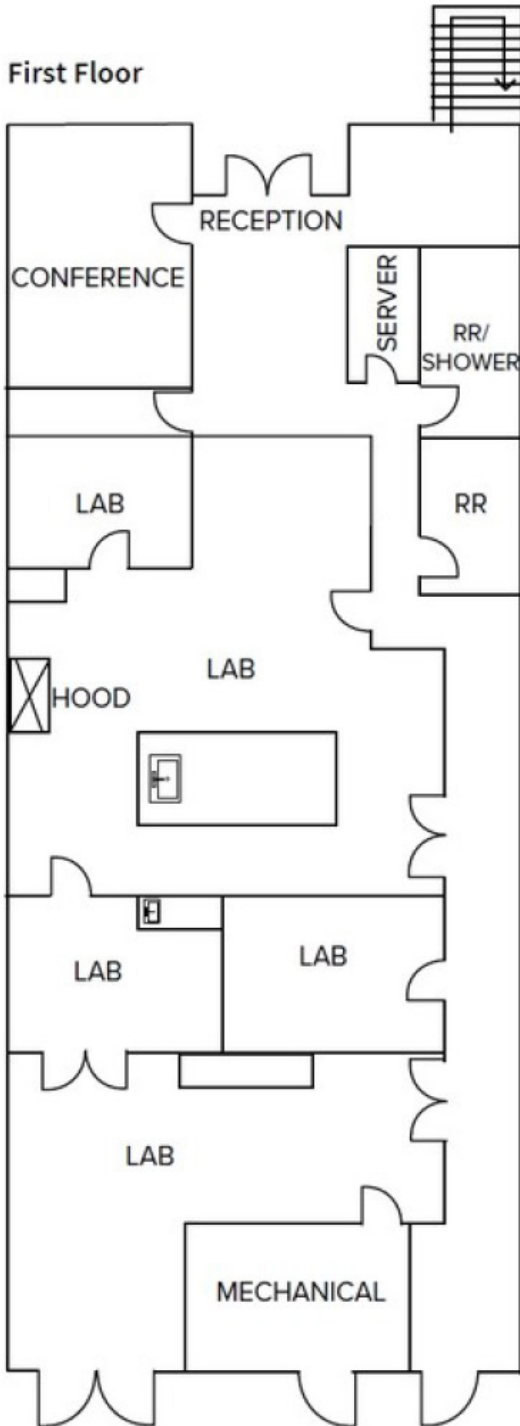 First Floor
RECEPTION
CONFERENCE
SERVER
RR/
SHOWER
LAB
RR
LAB
HOOD
LAB
LAB
LAB
MECHANICAL